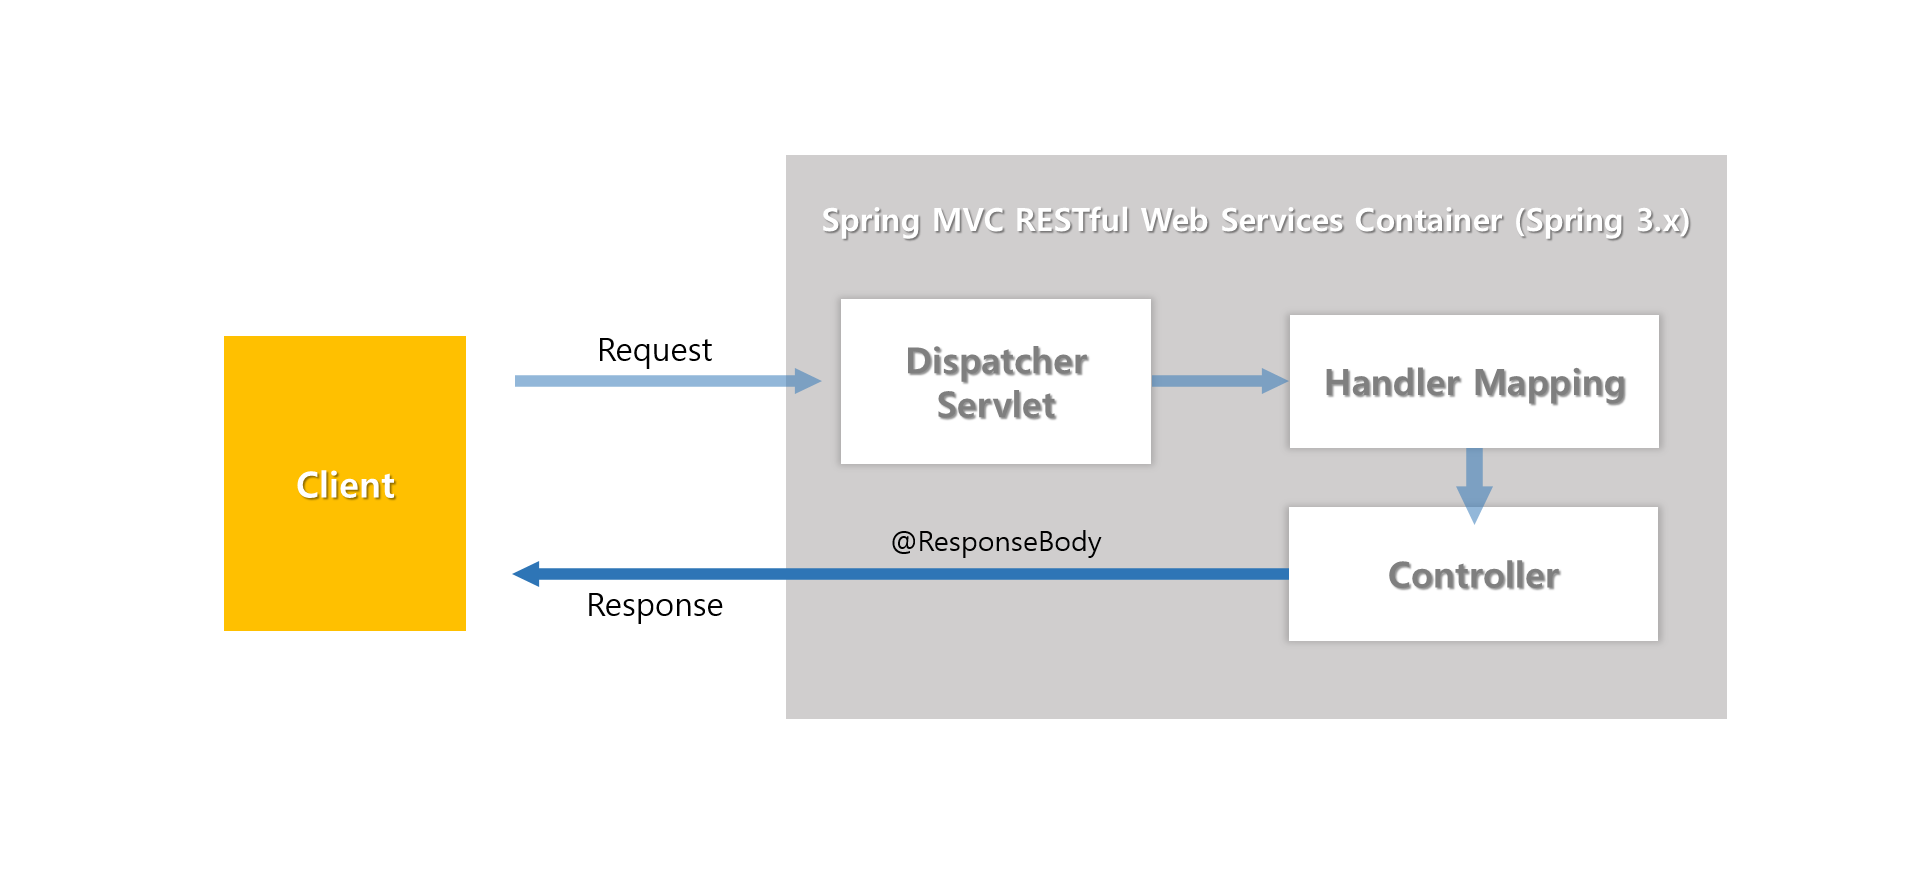 Spring MVC RESTful Web Services Container (Spring 3.x)
Request
Dispatcher
Servlet
Handler Mapping
Client
@ResponseBody
Controller
Response